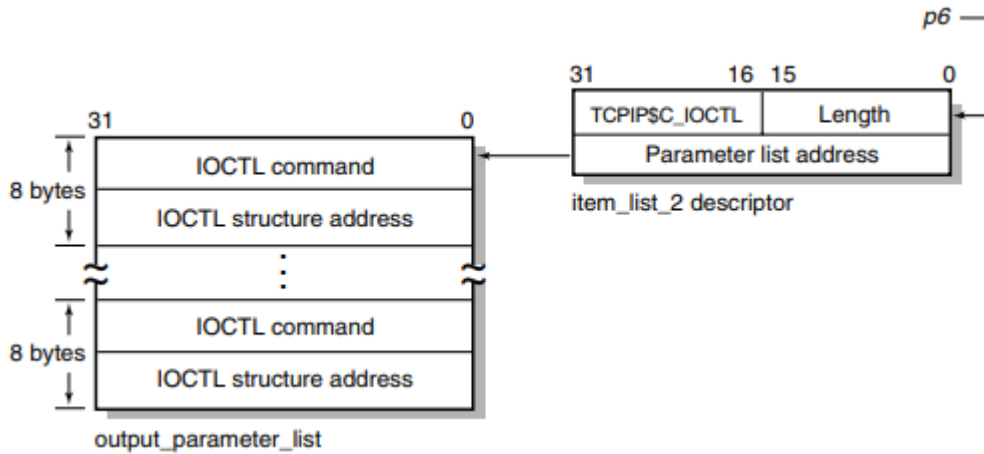 p6
31 16 15 0
TCPIP$C_IOCTL Length
Parameter list address
item_list_2 descriptor
31 0
8 bytes
IOCTL command
IOCTL structure address
8 bytes
IOCTL command
IOCTL structure address
output_parameter_list